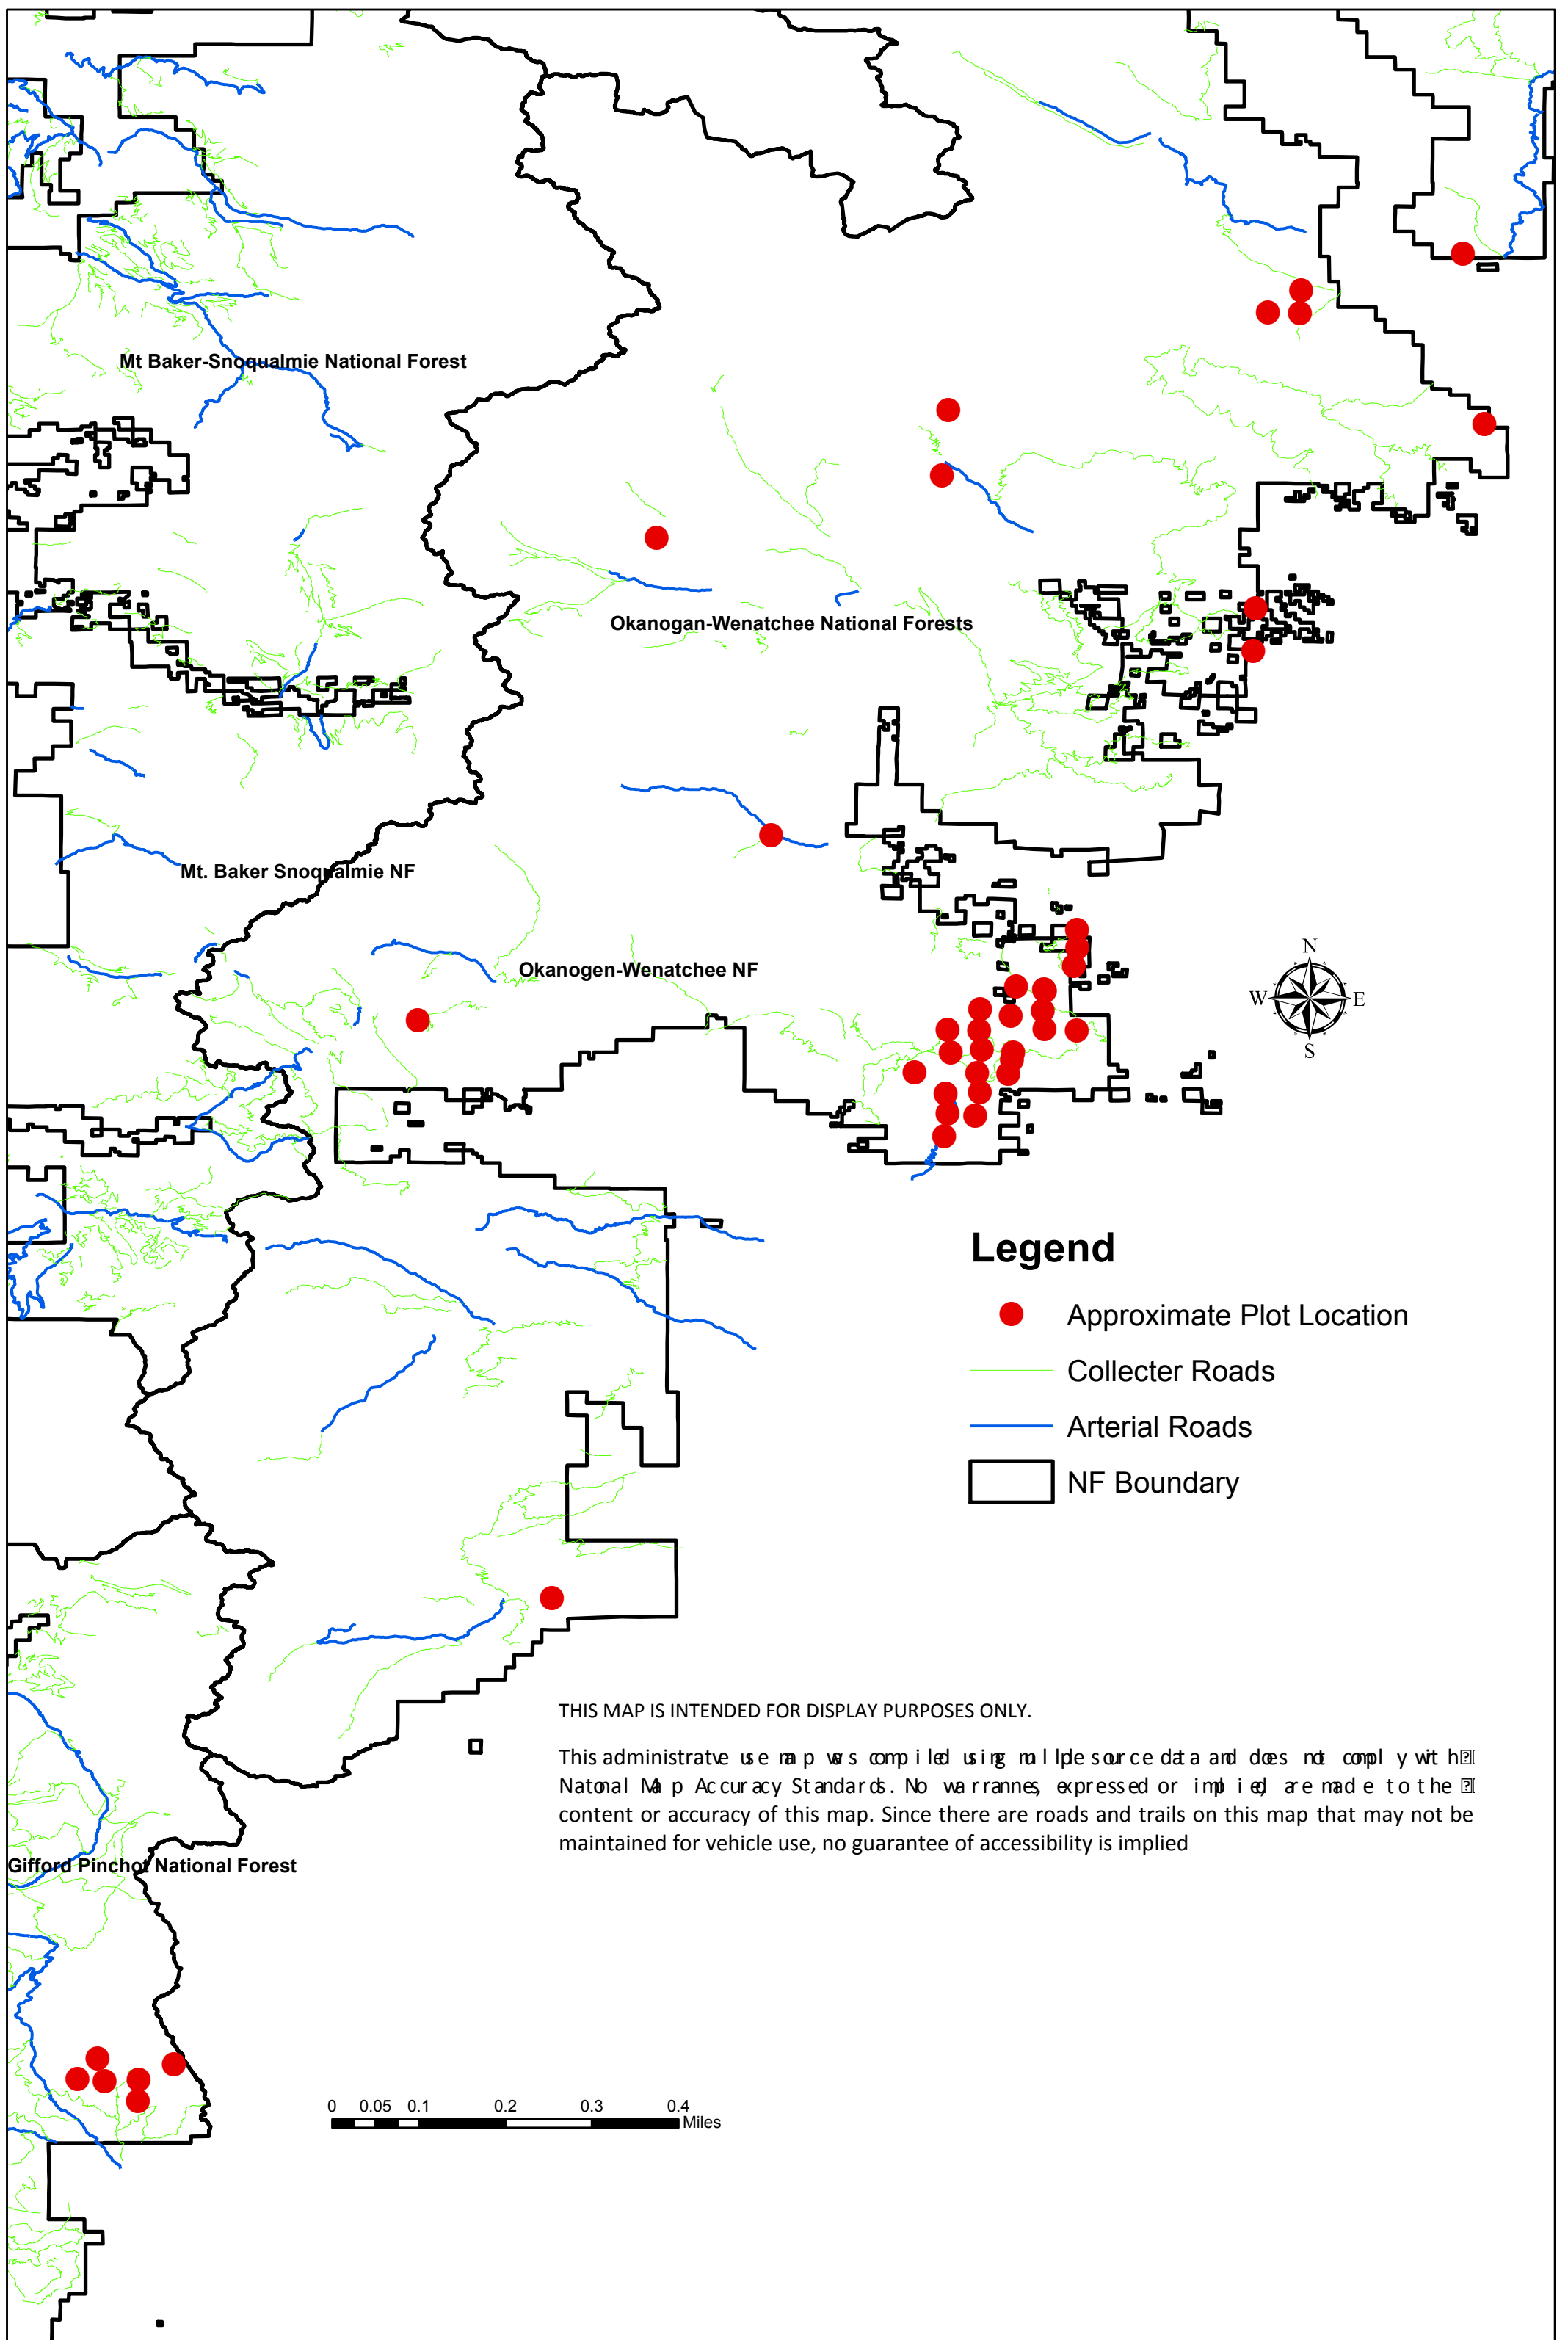 Mt Baker-Snoqualmie National Forest
Okanogan-Wenatchee National Forests
Mt. Baker Snoqualmie NF
Okanogen-Wenatchee NF
N
W E
S
Legend
Approximate Plot Location
Collecter Roads
Arterial Roads
NF Boundary
THIS MAP IS INTENDED FOR DISPLAY PURPOSES ONLY.
This administratve use map was compiled using mullple source data and does not comply with
Natonal Map Accuracy Standards. No warrannes, expressed or implied, are made to the
content or accuracy of this map. Since there are roads and trails on this map that may not be
maintained for vehicle use, no guarantee of accessibility is implied
Gifford Pinchot National Forest
0 0.05 0.1 0.2 0.3 0.4
Miles